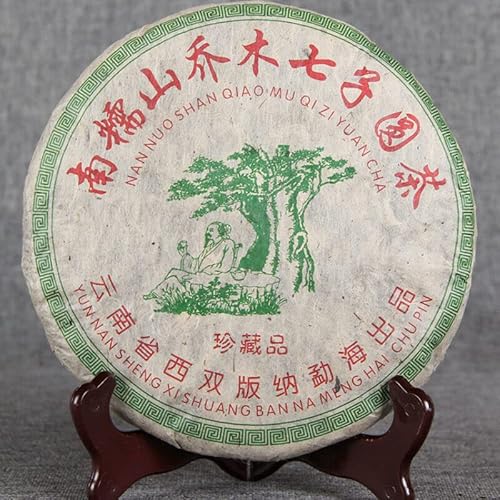 南糯山乔木七子圆茶
NAN NUO SHAN QIAO MU QI ZI YUAN CHA
珍藏品
云南省西双版纳勐海出品
YUN NAN SHENG XI SHUANG BAN NA MENG HAI CHU PIN